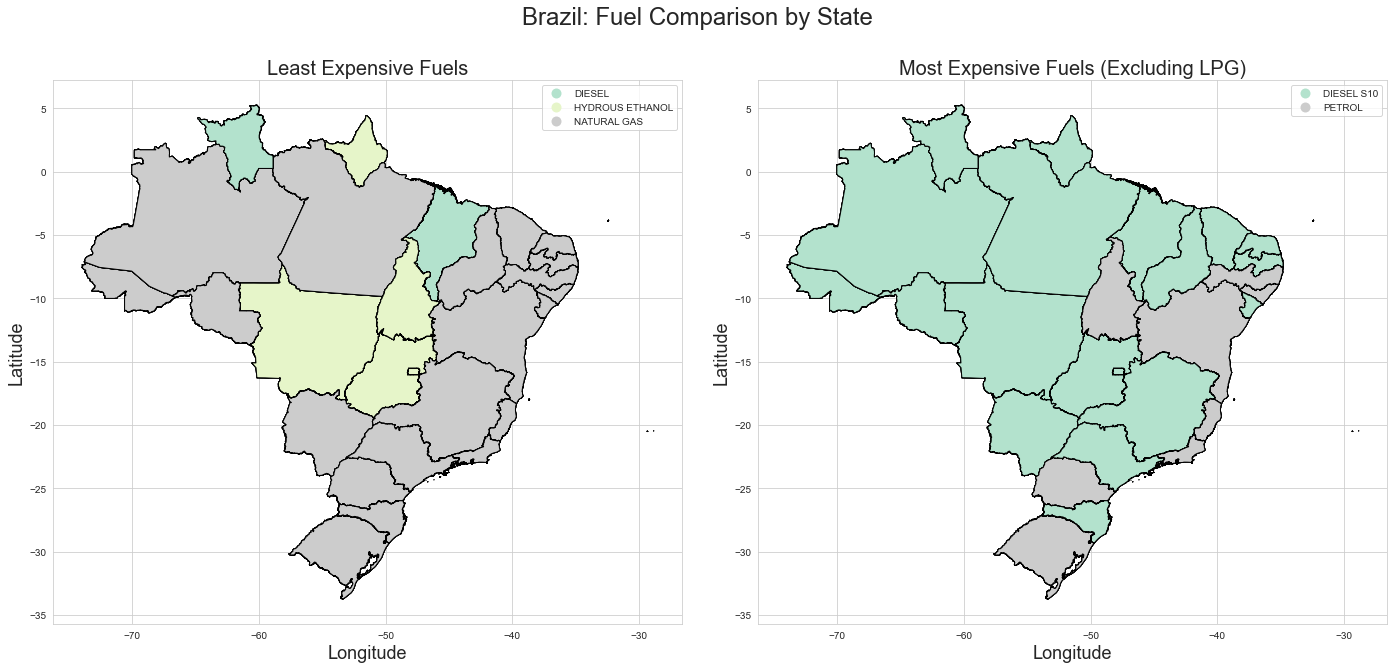 Brazil: Fuel Comparison by State
Least Expensive Fuels
DIESEL
HYDROUS ETHANOL
NATURAL GAS
5
0
−5
−10
−15
−20
−25
−30
−35
Latitude
−70
−60
−50
−40
−30
Longitude
Most Expensive Fuels (Excluding LPG)
DIESEL S10
PETROL
5
0
−5
−10
−15
−20
−25
−30
−35
Latitude
−70
−60
−50
−40
−30
Longitude